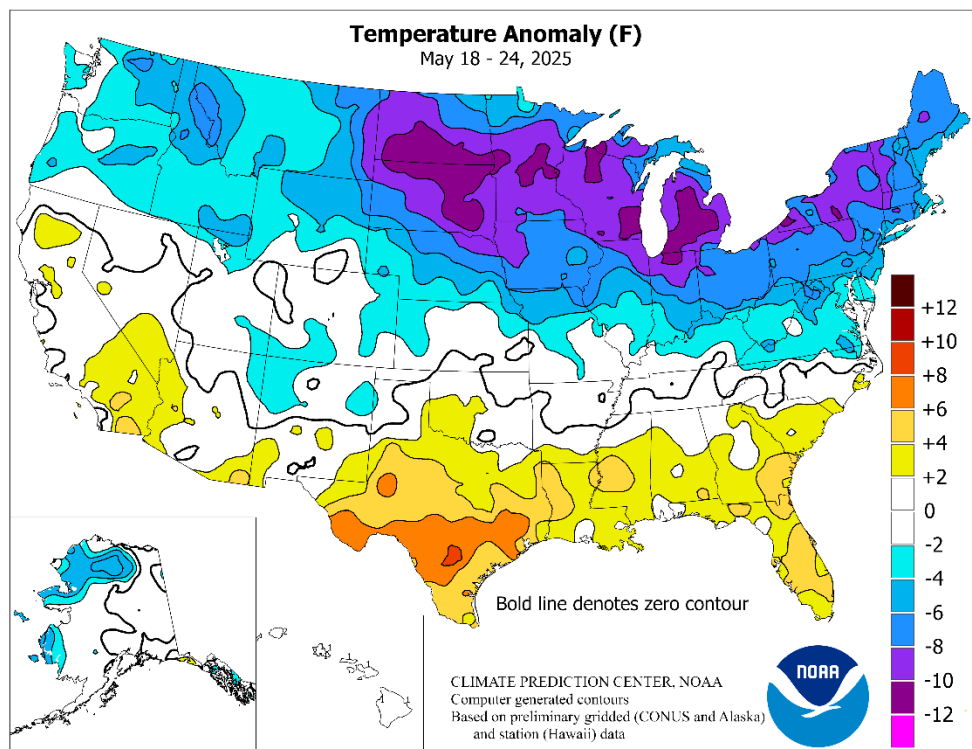 Temperature Anomaly (F)
May 18 - 24, 2025
+12
+10
+8
+6
+4
+2
0
-2
-4
-6
-8
-10
-12
Bold line denotes zero contour
CLIMATE PREDICTION CENTER, NOAA
Computer generated contours
Based on preliminary gridded (CONUS and Alaska)
and station (Hawaii) data
NOAA